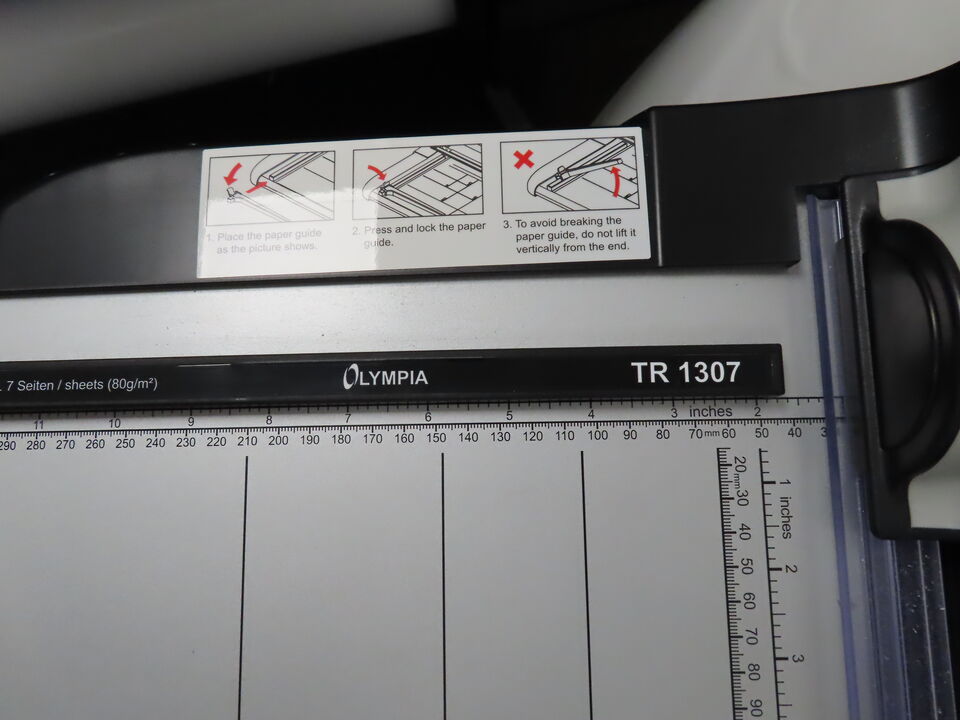 1. Place the paper guide
as the picture shows.
2. Press and lock the paper
guide.
3. To avoid breaking the
paper guide, do not lift it
vertically from the end.
. 7 Seiten / sheets (80g/m²)
OLYMPIA
TR 1307
11 10 9 8 7 6 5 4 3 inches 2
290 280 270 260 250 240 230 220 210 200 190 180 170 160 150 140 130 120 110 100 90 80 70 mm 60 50 40
20 mm 30 40 50 60 70 80 90
1 inches 2 3